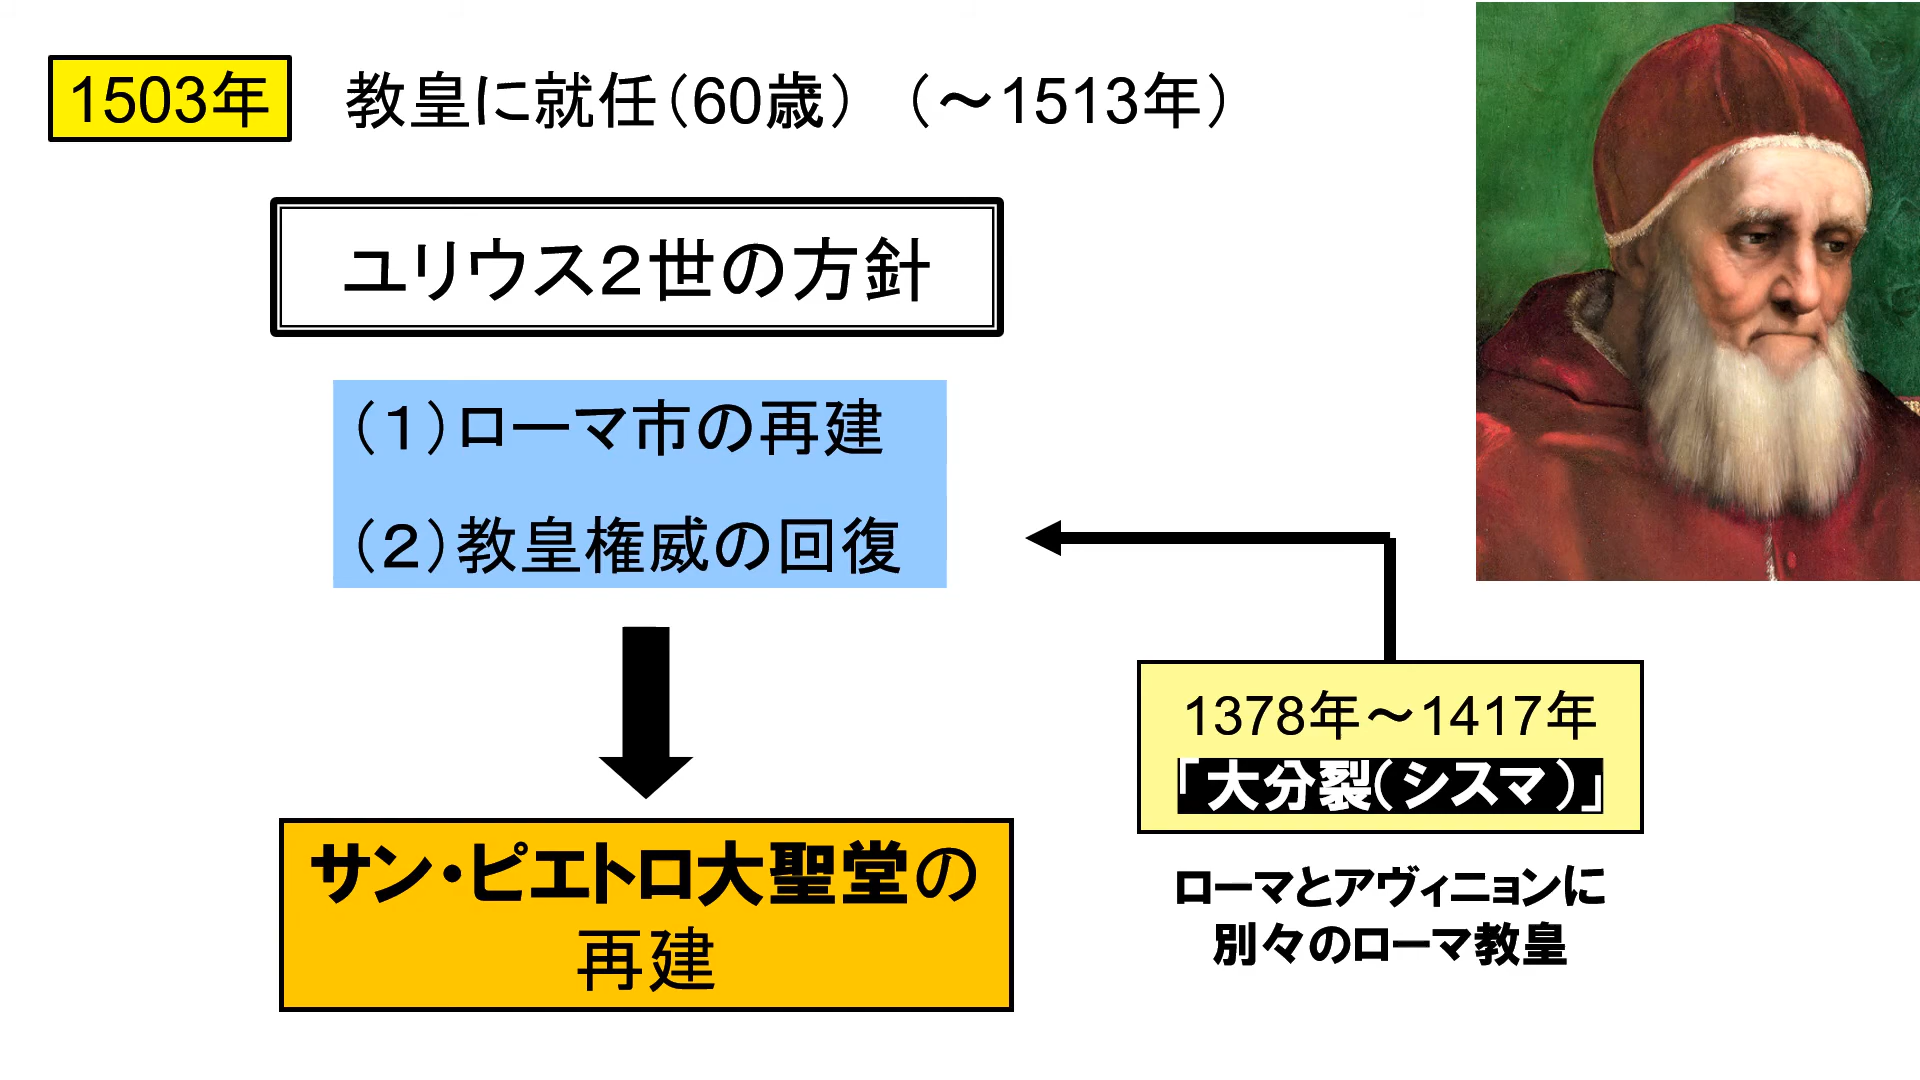 1503年
教皇に就任（60歳）（～1513年）
ユリウス２世の方針
（１）ローマ市の再建
（２）教皇権威の回復
サン・ピエトロ大聖堂の
再建
1378年～1417年
「大分裂（シスマ）」
ローマとアヴィニョンに
別々のローマ教皇